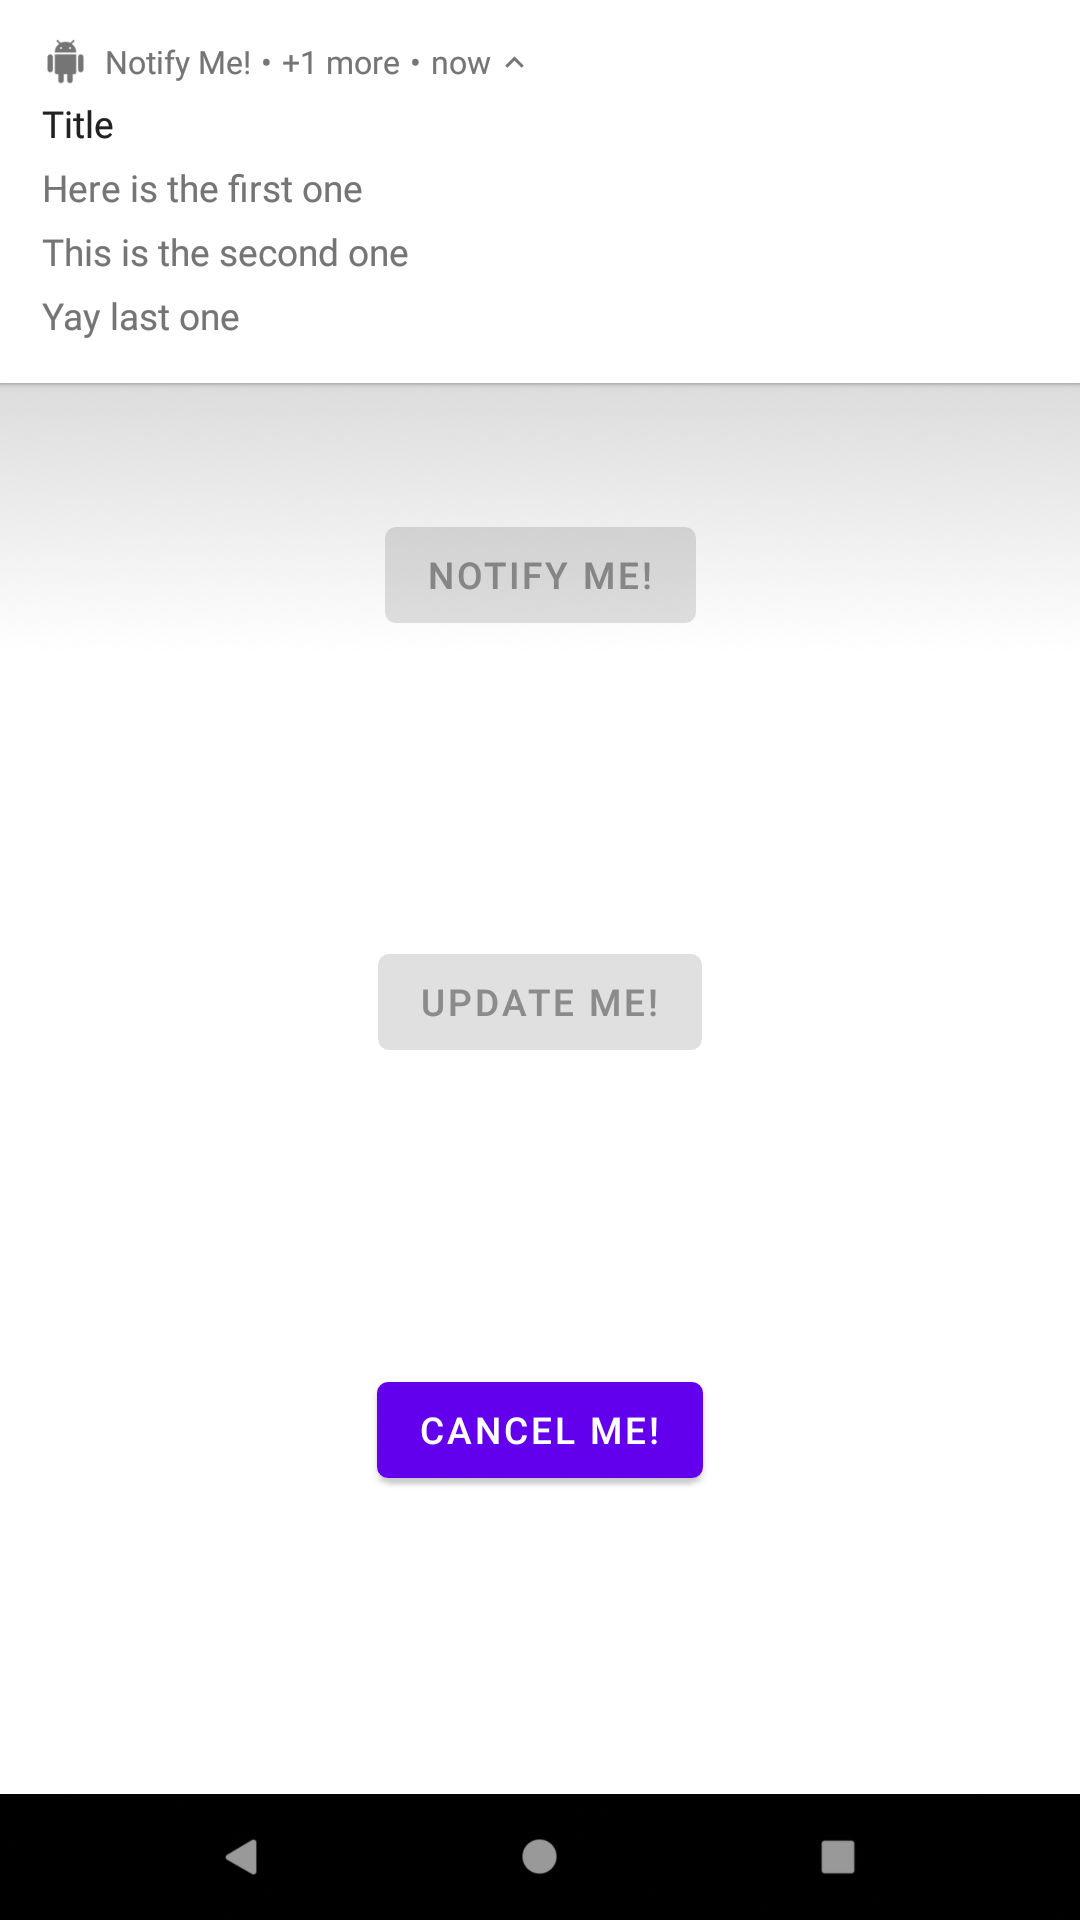 Notify Me! • +1 more • now
Title
Here is the first one
This is the second one
Yay last one
NOTIFY ME!
UPDATE ME!
CANCEL ME!